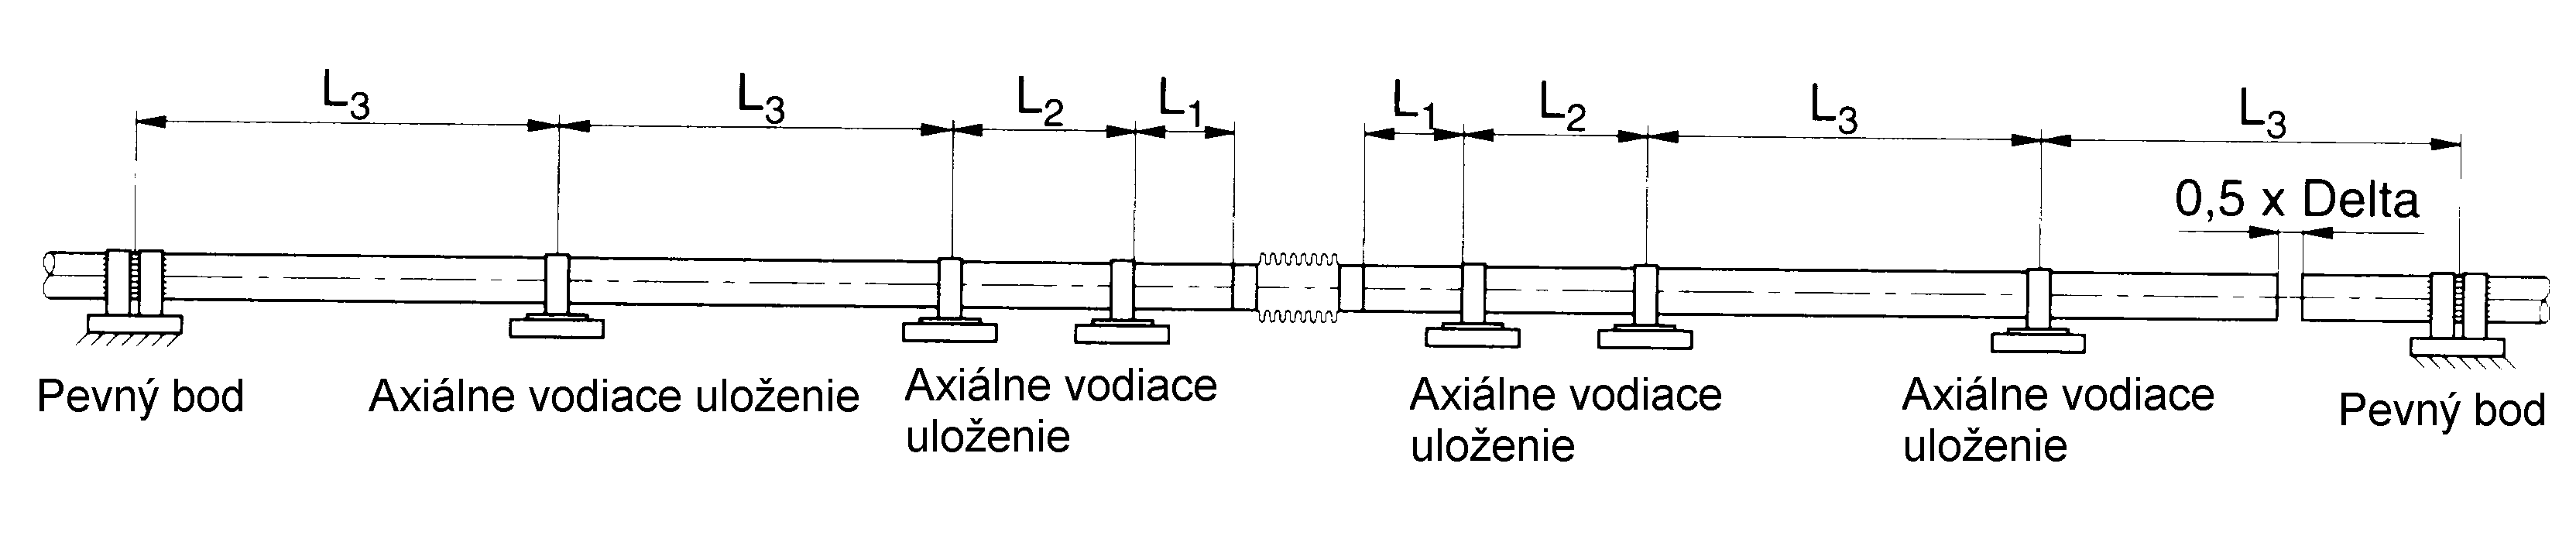 L3
L3
L2
L1
L1
L2
L3
L3
0,5 x Delta
Pevný bod
Axiálne vodiace uloženie
Axiálne vodiace
uloženie
Axiálne vodiace
uloženie
Axiálne vodiace
uloženie
Pevný bod